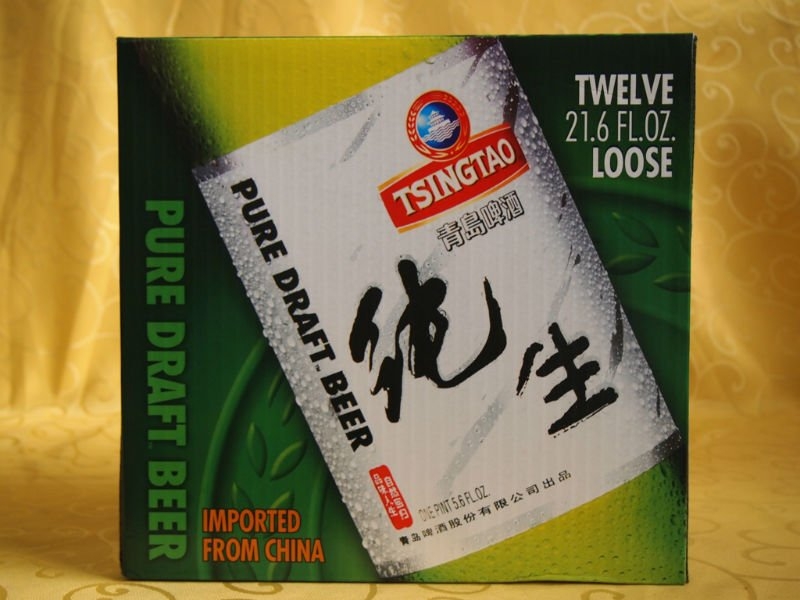 TWELVE
21.6 FL.OZ.
LOOSE
TSINGTAO
青島啤酒
PURE DRAFT BEER
纯生
PURE DRAFT BEER
ONE PINT 5.6 FL.OZ.
青岛啤酒股份有限公司出品
IMPORTED
FROM CHINA